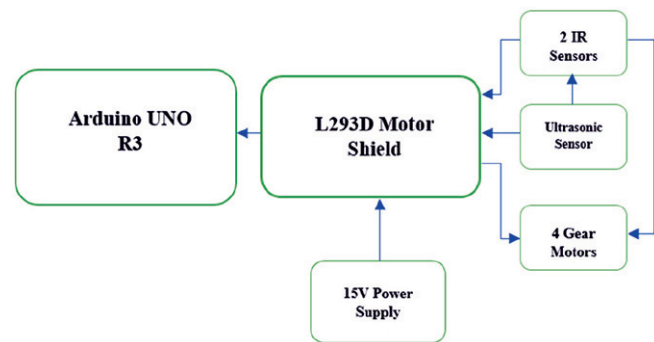 2 IR
Sensors
Arduino UNO
R3
L293D Motor
Shield
Ultrasonic
Sensor
4 Gear
Motors
15V Power
Supply